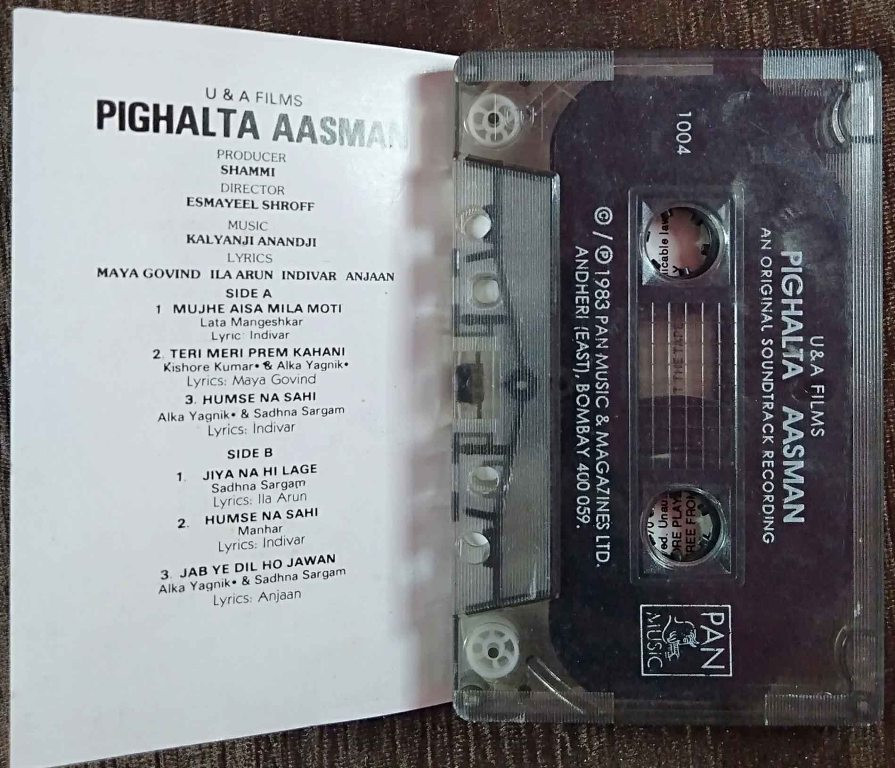 U & A FILMS
PIGHALTA AASMAN
PRODUCER
SHAMMI
DIRECTOR
ESMAYEEL SHROFF
MUSIC
KALYANJI ANANDJI
LYRICS
MAYA GOVIND ILA ARUN INDIVAR ANJAAN
SIDE A
1 MUJHE AISA MILA MOTI
Lata Mangeshkar
Lyric: Indivar
2. TERI MERI PREM KAHANI
Kishore Kumar• & Alka Yagnik•
Lyrics: Maya Govind
3. HUMSE NA SAHI
Alka Yagnik• & Sadhna Sargam
Lyrics: Indivar
SIDE B
1. JIYA NA HI LAGE
Sadhna Sargam
Lyrics: Ila Arun
2. HUMSE NA SAHI
Manhar
Lyrics: Indivar
3. JAB YE DIL HO JAWAN
Alka Yagnik• & Sadhna Sargam
Lyrics: Anjaan
U&A FILMS
PIGHALTA AASMAN
AN ORIGINAL SOUNDTRACK RECORDING
1004
PAN
MUSIC
© / ℗ 1983 PAN MUSIC & MAGAZINES LTD.
ANDHERI (EAST), BOMBAY 400 059.